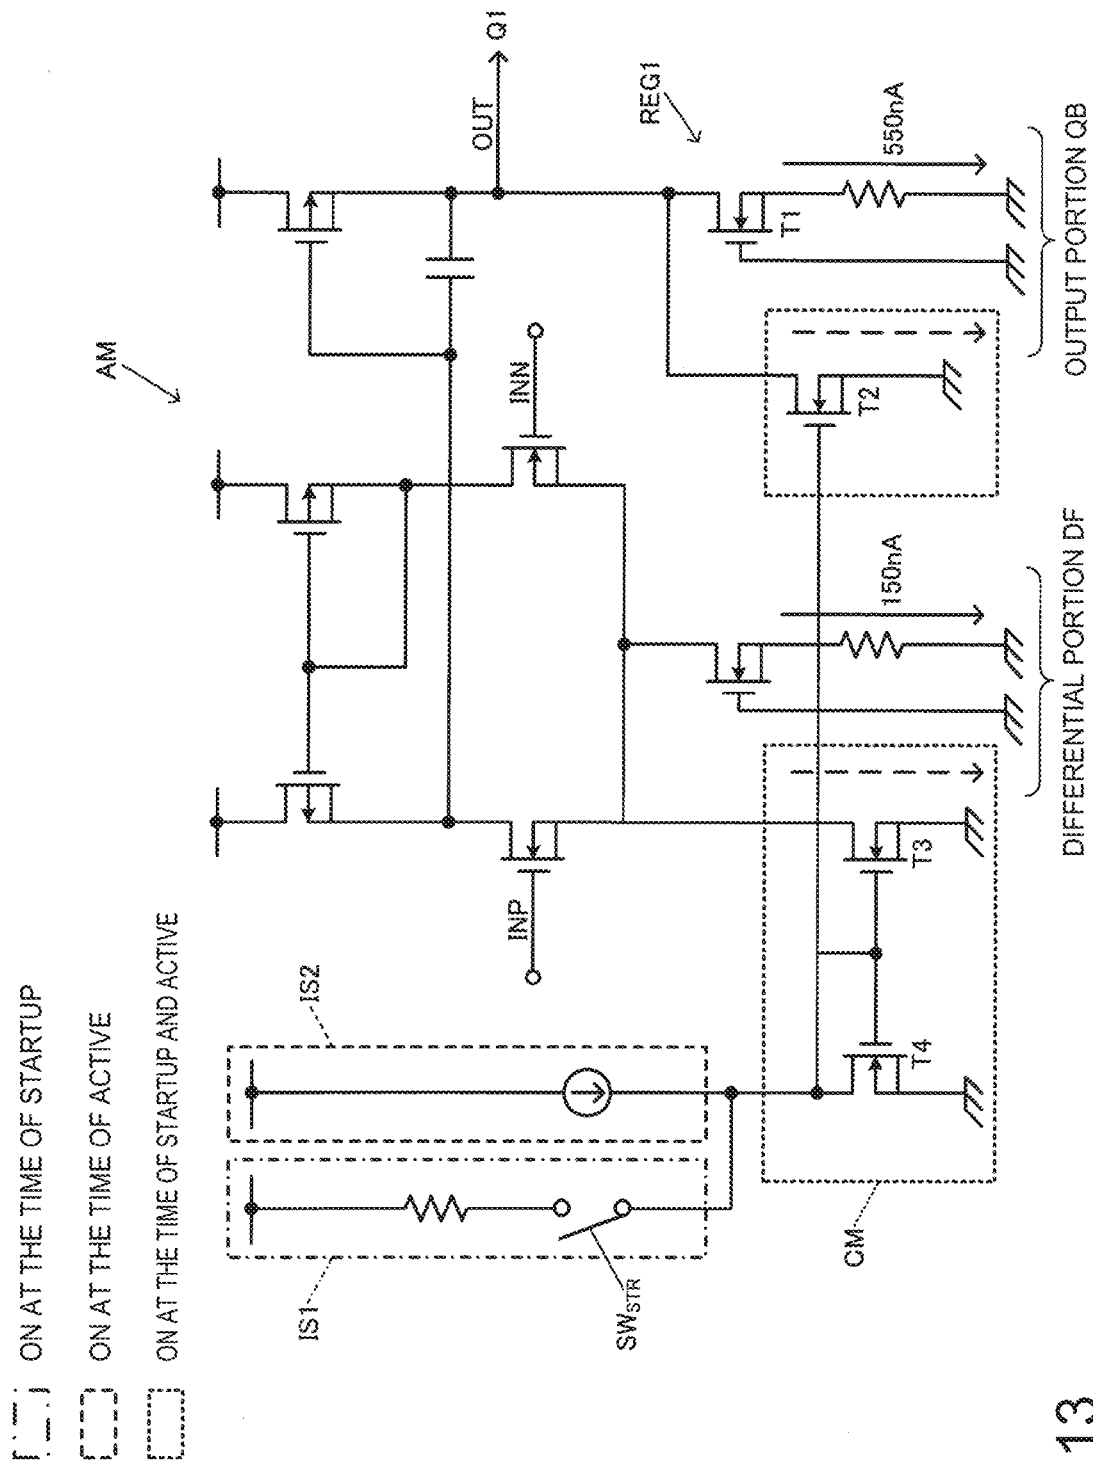 ON AT THE TIME OF STARTUP
ON AT THE TIME OF ACTIVE
ON AT THE TIME OF STARTUP AND ACTIVE
AM
IS1
IS2
SWSTR
INP
INN
OUT
Q1
REG1
CM
T4
T3
T2
T1
150nA
550nA
DIFFERENTIAL PORTION DF
OUTPUT PORTION QB
13